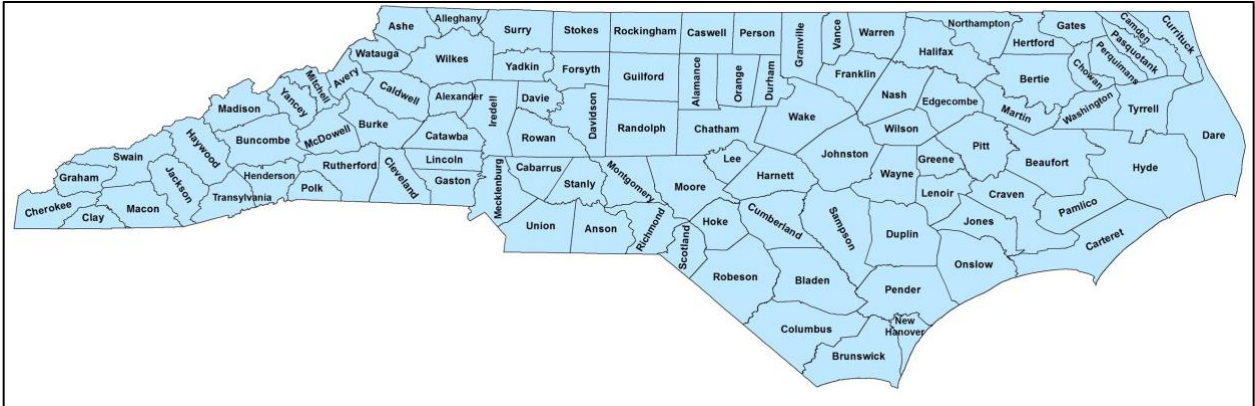 Ashe
Alleghany
Surry
Stokes
Rockingham
Caswell
Person
Granville
Vance
Warren
Northampton
Gates
Camden
Currituck
Pasquotank
Perquimans
Chowan
Hertford
Halifax
Bertie
Watauga
Wilkes
Yadkin
Forsyth
Guilford
Alamance
Orange
Durham
Franklin
Nash
Edgecombe
Martin
Washington
Tyrrell
Dare
Mitchell
Avery
Caldwell
Alexander
Iredell
Davie
Davidson
Randolph
Chatham
Wake
Wilson
Pitt
Beaufort
Hyde
Madison
Yancey
McDowell
Burke
Catawba
Rowan
Johnston
Greene
Wayne
Haywood
Buncombe
Rutherford
Cleveland
Lincoln
Gaston
Mecklenburg
Cabarrus
Stanly
Montgomery
Moore
Lee
Harnett
Lenoir
Craven
Pamlico
Jones
Carteret
Swain
Graham
Cherokee
Clay
Macon
Jackson
Transylvania
Henderson
Polk
Union
Anson
Richmond
Scotland
Hoke
Cumberland
Sampson
Duplin
Onslow
Robeson
Bladen
Pender
Columbus
New
Hanover
Brunswick